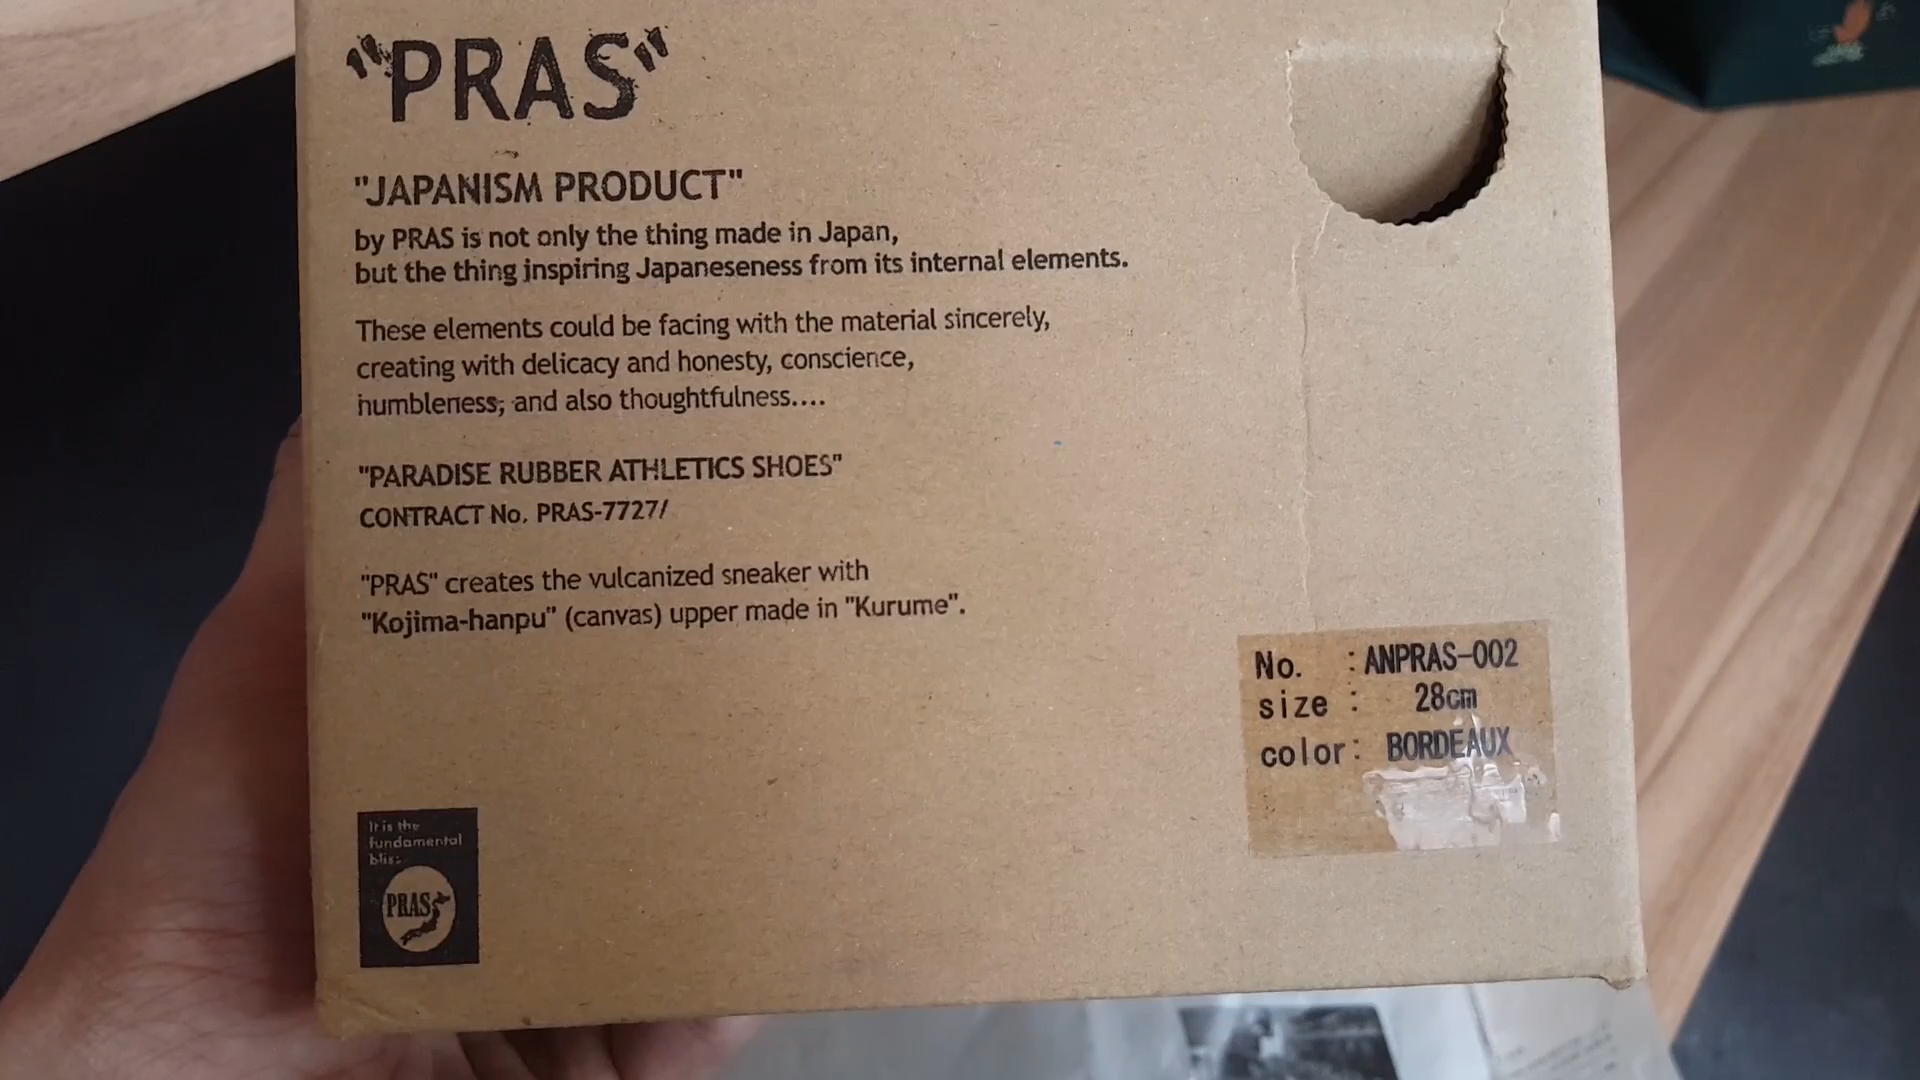 "PRAS"
"JAPANISM PRODUCT"
by PRAS is not only the thing made in Japan,
but the thing inspiring Japaneseness from its internal elements.
These elements could be facing with the material sincerely,
creating with delicacy and honesty, conscience,
humbleness, and also thoughtfulness....
"PARADISE RUBBER ATHLETICS SHOES"
CONTRACT No. PRAS-7727/
"PRAS" creates the vulcanized sneaker with
"Kojima-hanpu" (canvas) upper made in "Kurume".
No. : ANPRAS-002
size : 28cm
color: BORDEAUX
It is the
fundamental
PRAS